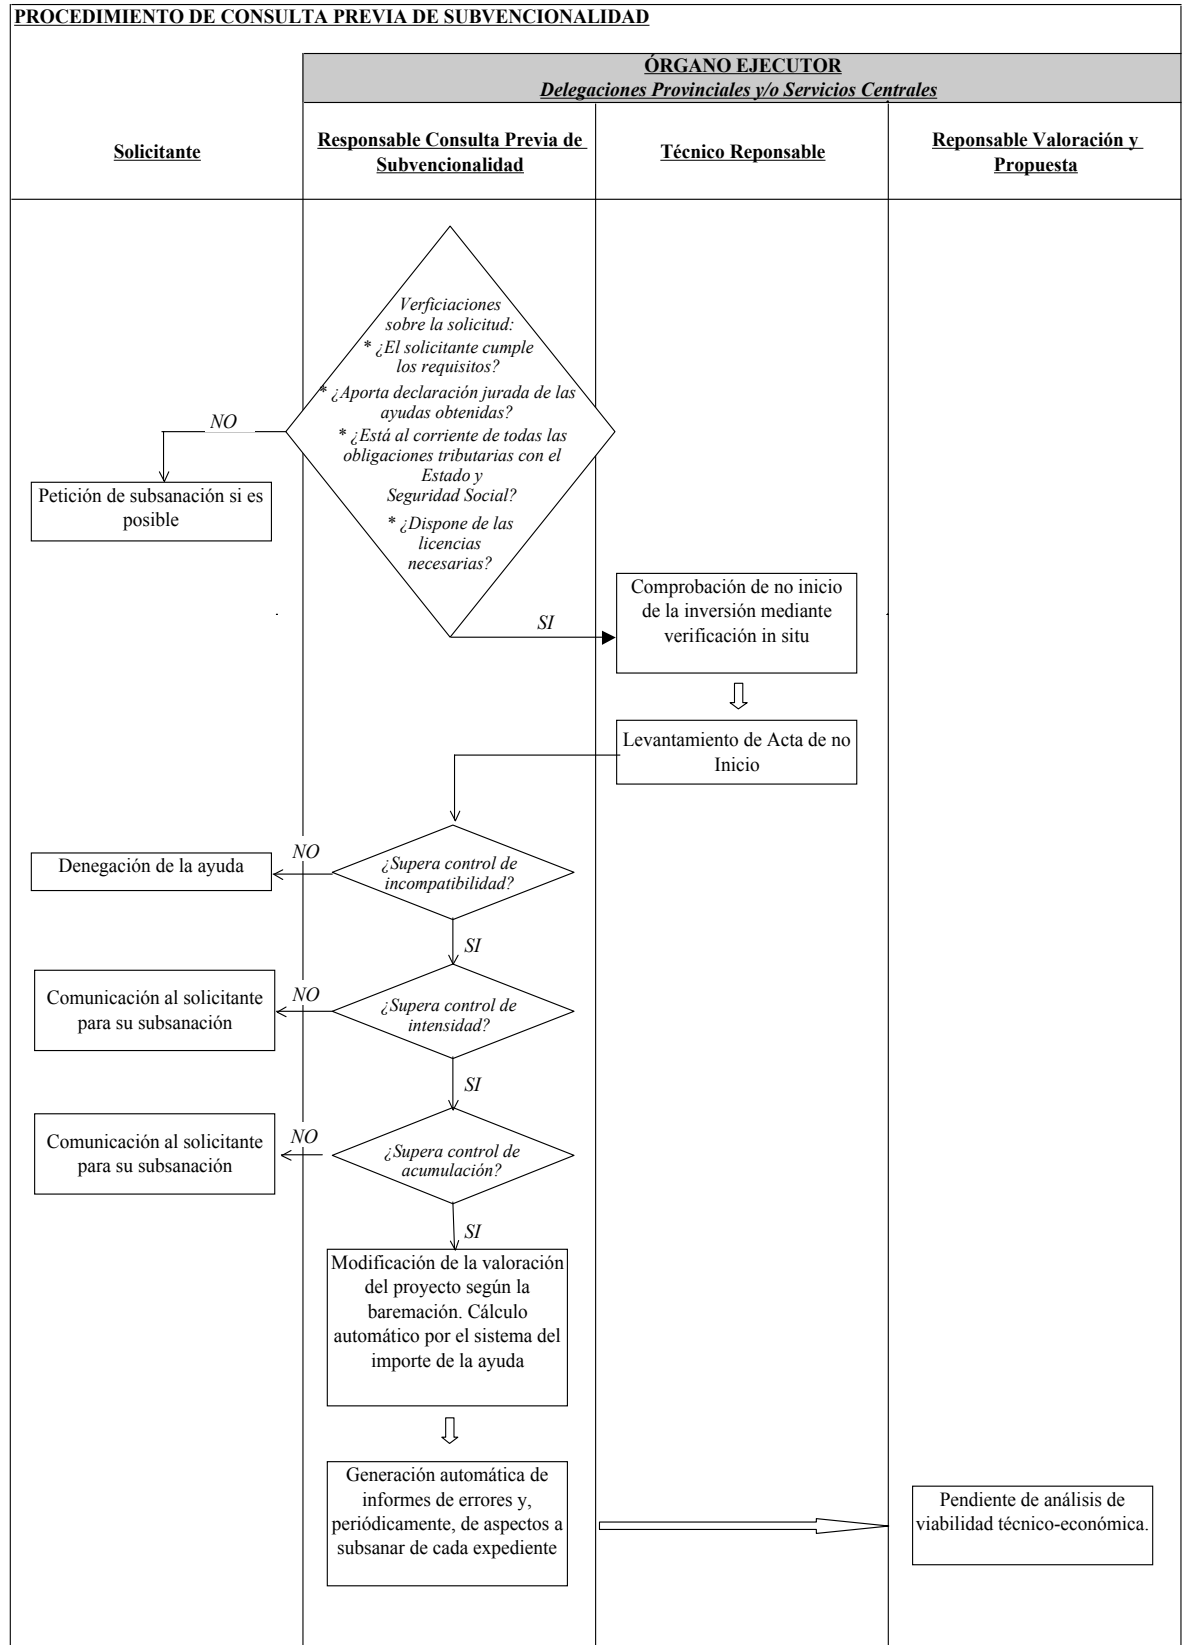 PROCEDIMIENTO DE CONSULTA PREVIA DE SUBVENCIONALIDAD
ÓRGANO EJECUTOR
Delegaciones Provinciales y/o Servicios Centrales
Solicitante
Responsable Consulta Previa de
Subvencionalidad
Técnico Reponsable
Reponsable Valoración y
Propuesta
Verficiaciones
sobre la solicitud:
* ¿El solicitante cumple
los requisitos?
* ¿Aporta declaración jurada de las
ayudas obtenidas?
* ¿Está al corriente de todas las
obligaciones tributarias con el
Estado y
Seguridad Social?
* ¿Dispone de las
licencias
necesarias?
NO
Petición de subsanación si es
posible
SI
Comprobación de no inicio
de la inversión mediante
verificación in situ
Levantamiento de Acta de no
Inicio
¿Supera control de
incompatibilidad?
NO
Denegación de la ayuda
SI
¿Supera control de
intensidad?
NO
Comunicación al solicitante
para su subsanación
SI
¿Supera control de
acumulación?
NO
Comunicación al solicitante
para su subsanación
SI
Modificación de la valoración
del proyecto según la
baremación. Cálculo
automático por el sistema del
importe de la ayuda
Generación automática de
informes de errores y,
periódicamente, de aspectos a
subsanar de cada expediente
Pendiente de análisis de
viabilidad técnico-económica.